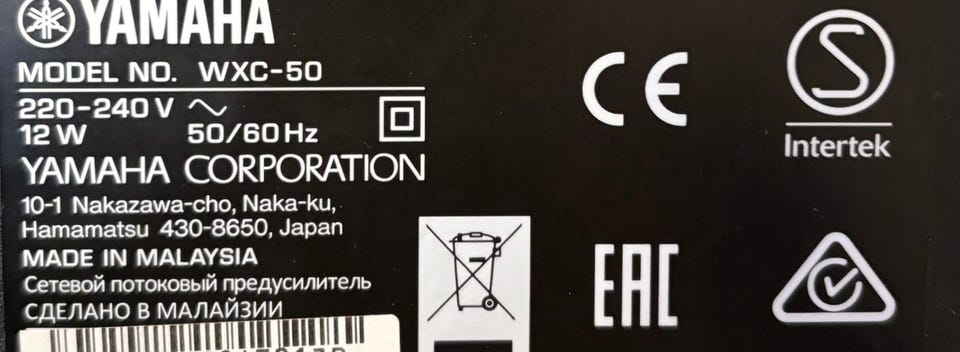 YAMAHA
MODEL NO. WXC-50
220-240 V ~
12 W 50/60 Hz
YAMAHA CORPORATION
10-1 Nakazawa-cho, Naka-ku,
Hamamatsu 430-8650, Japan
MADE IN MALAYSIA
Сетевой потоковый предусилитель
СДЕЛАНО В МАЛАЙЗИИ
CE
S
Intertek
EAC